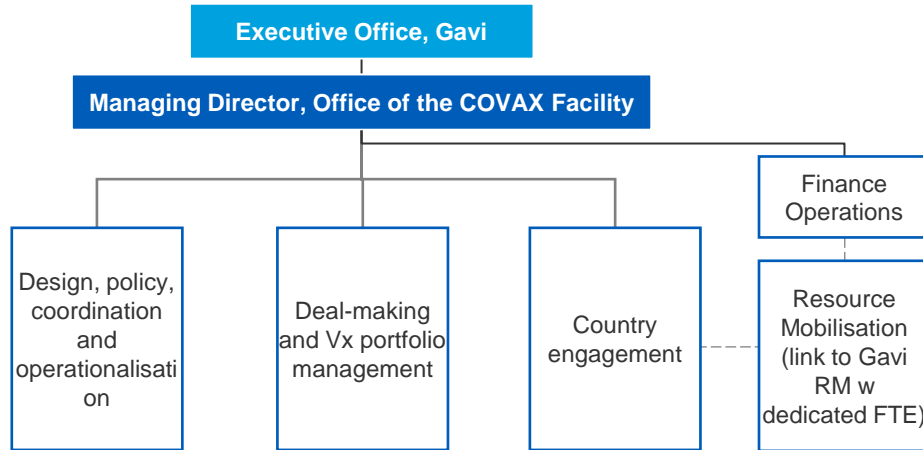 Executive Office, Gavi
Managing Director, Office of the COVAX Facility
Finance
Operations
Design, policy,
coordination
and
operationalisati
on
Deal-making
and Vx portfolio
management
Country
engagement
Resource
Mobilisation
(link to Gavi
RM w
dedicated FTE)